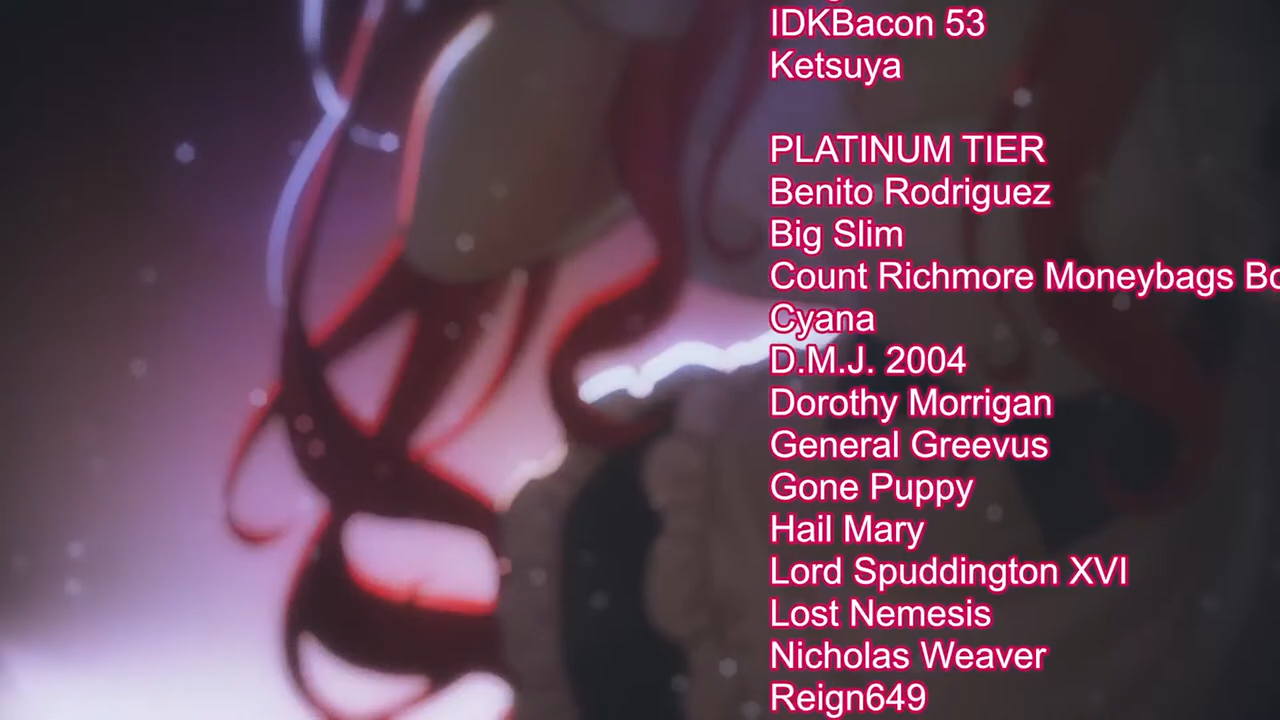 IDKBacon 53
Ketsuya
PLATINUM TIER
Benito Rodriguez
Big Slim
Count Richmore Moneybags
Cyana
D.M.J. 2004
Dorothy Morrigan
General Greevus
Gone Puppy
Hail Mary
Lord Spuddington XVI
Lost Nemesis
Nicholas Weaver
Reign649